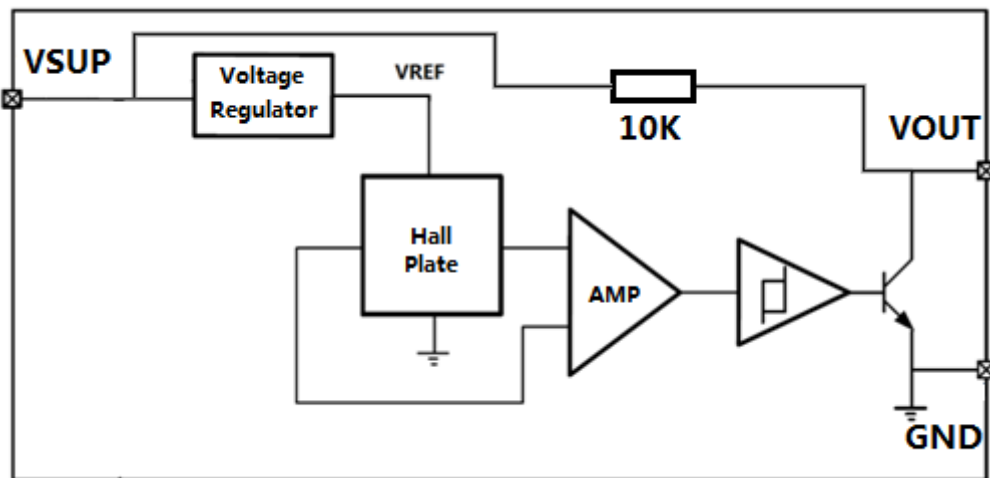 VSUP
Voltage
Regulator
VREF
10K
VOUT
Hall
Plate
AMP
GND